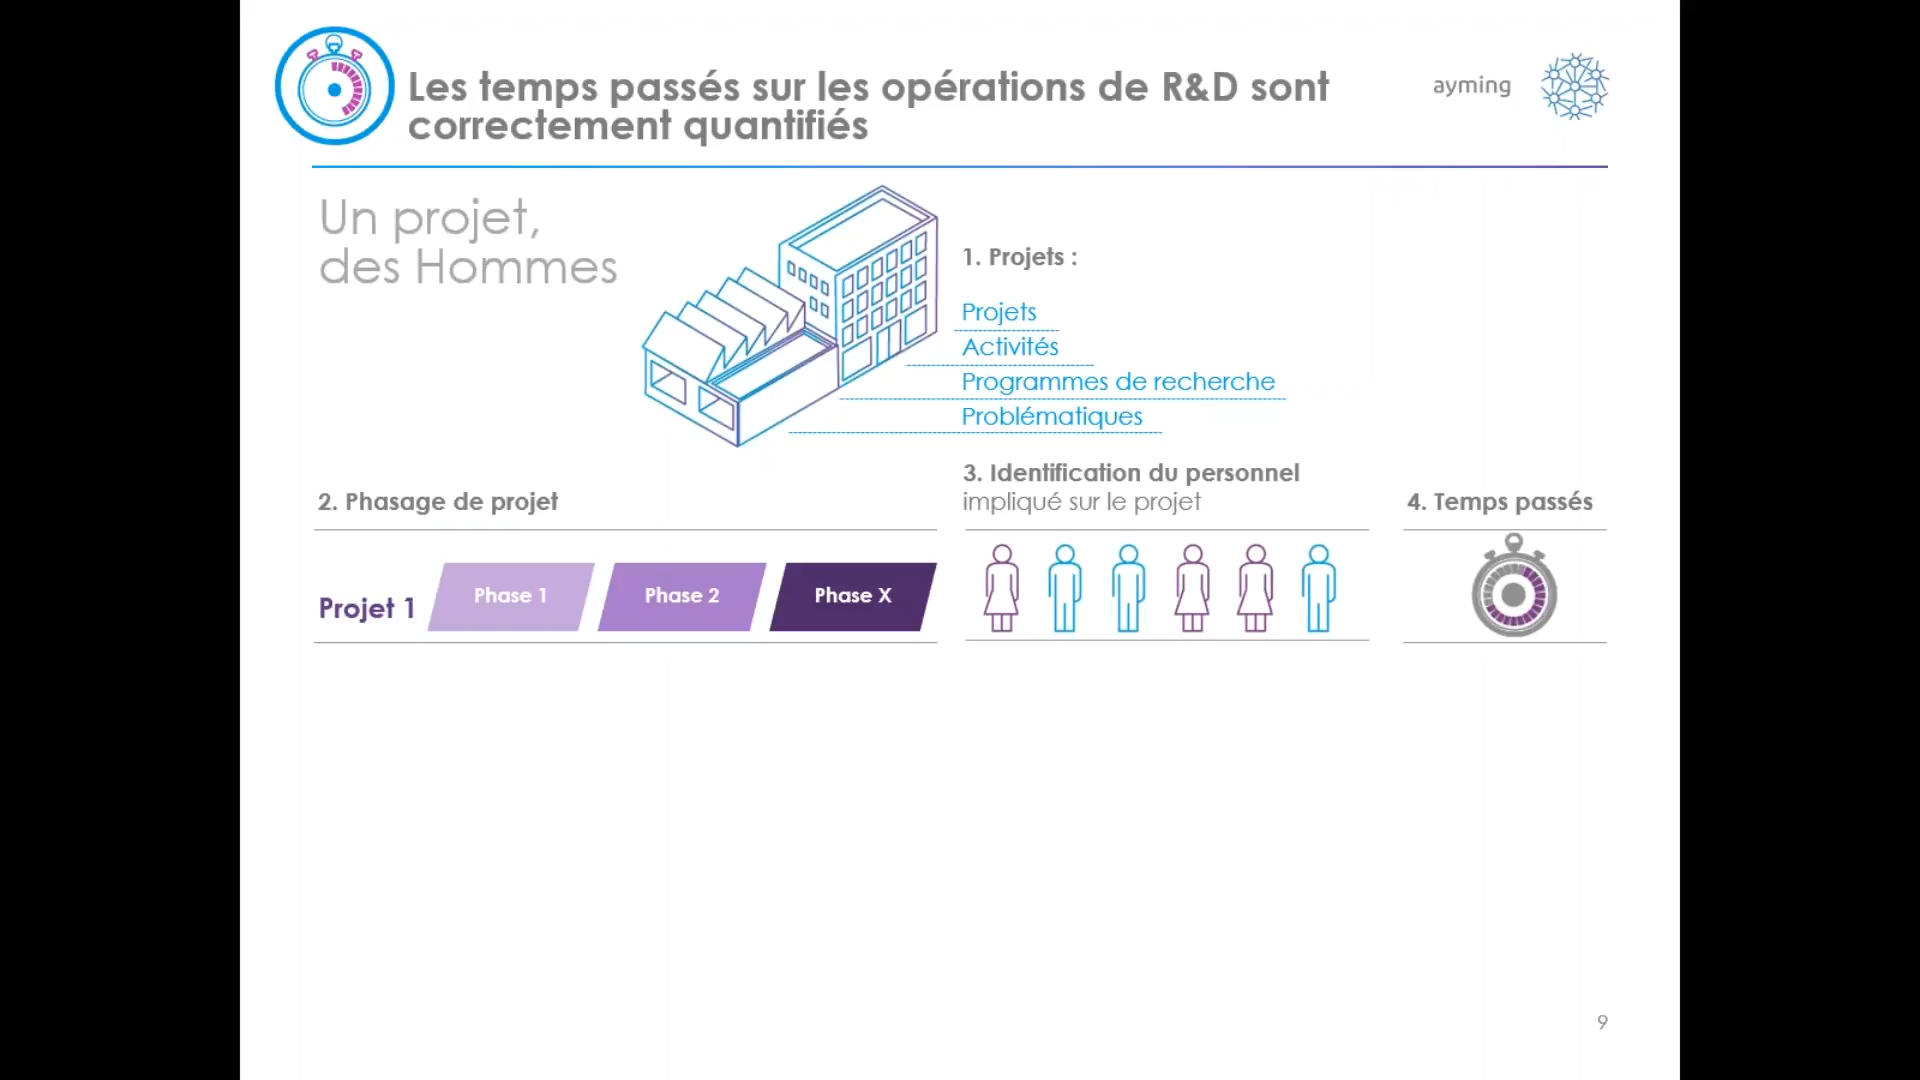 Les temps passés sur les opérations de R&D sont
correctement quantifiés
ayming
Un projet,
des Hommes
1. Projets :
Projets
Activités
Programmes de recherche
Problématiques
2. Phasage de projet
3. Identification du personnel
impliqué sur le projet
4. Temps passés
Projet 1
Phase 1
Phase 2
Phase X
9